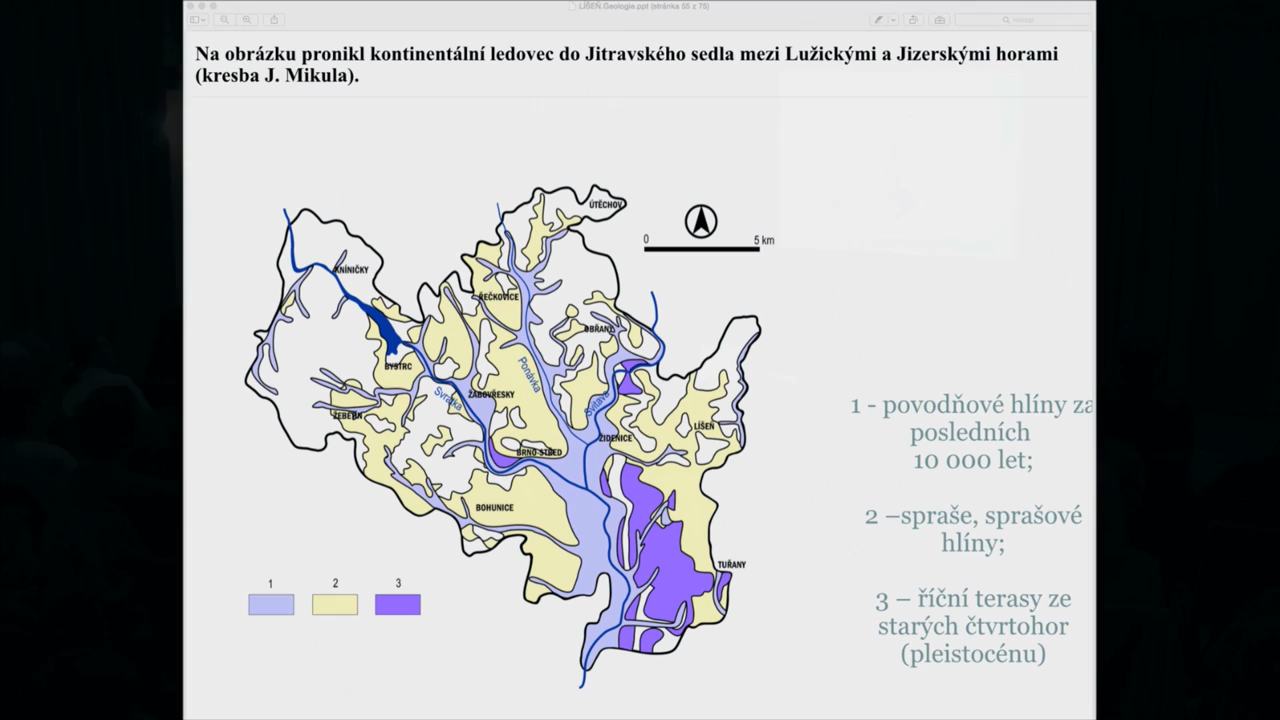 LÍŠEŇ.Geologie.ppt (stránka 55 z 75)
Na obrázku pronikl kontinentální ledovec do Jitravského sedla mezi Lužickými a Jizerskými horami
(kresba J. Mikula).
ÚTĚCHOV
0 5 km
KNÍNIČKY
ŘEČKOVICE
OBŘANY
BYSTRC
Ponávka
Svratka
ŽABOVŘESKY
Svitava
ŽEBĚTÍN
LÍŠEŇ
ŽIDENICE
BRNO-STŘED
BOHUNICE
TUŘANY
1 2 3
1 - povodňové hlíny za
posledních
10 000 let;
2 –spraše, sprašové
hlíny;
3 – říční terasy ze
starých čtvrtohor
(pleistocénu)